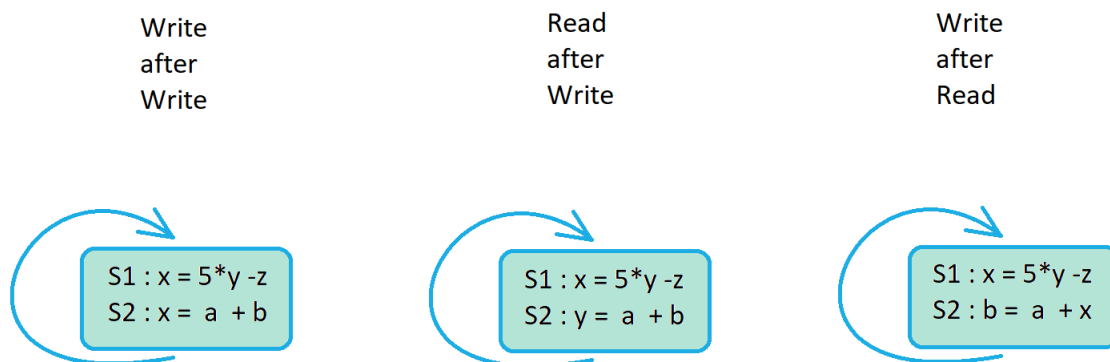 Write
after
Write
Read
after
Write
Write
after
Read
S1 : x = 5*y -z
S2 : x = a + b
S1 : x = 5*y -z
S2 : y = a + b
S1 : x = 5*y -z
S2 : b = a + x